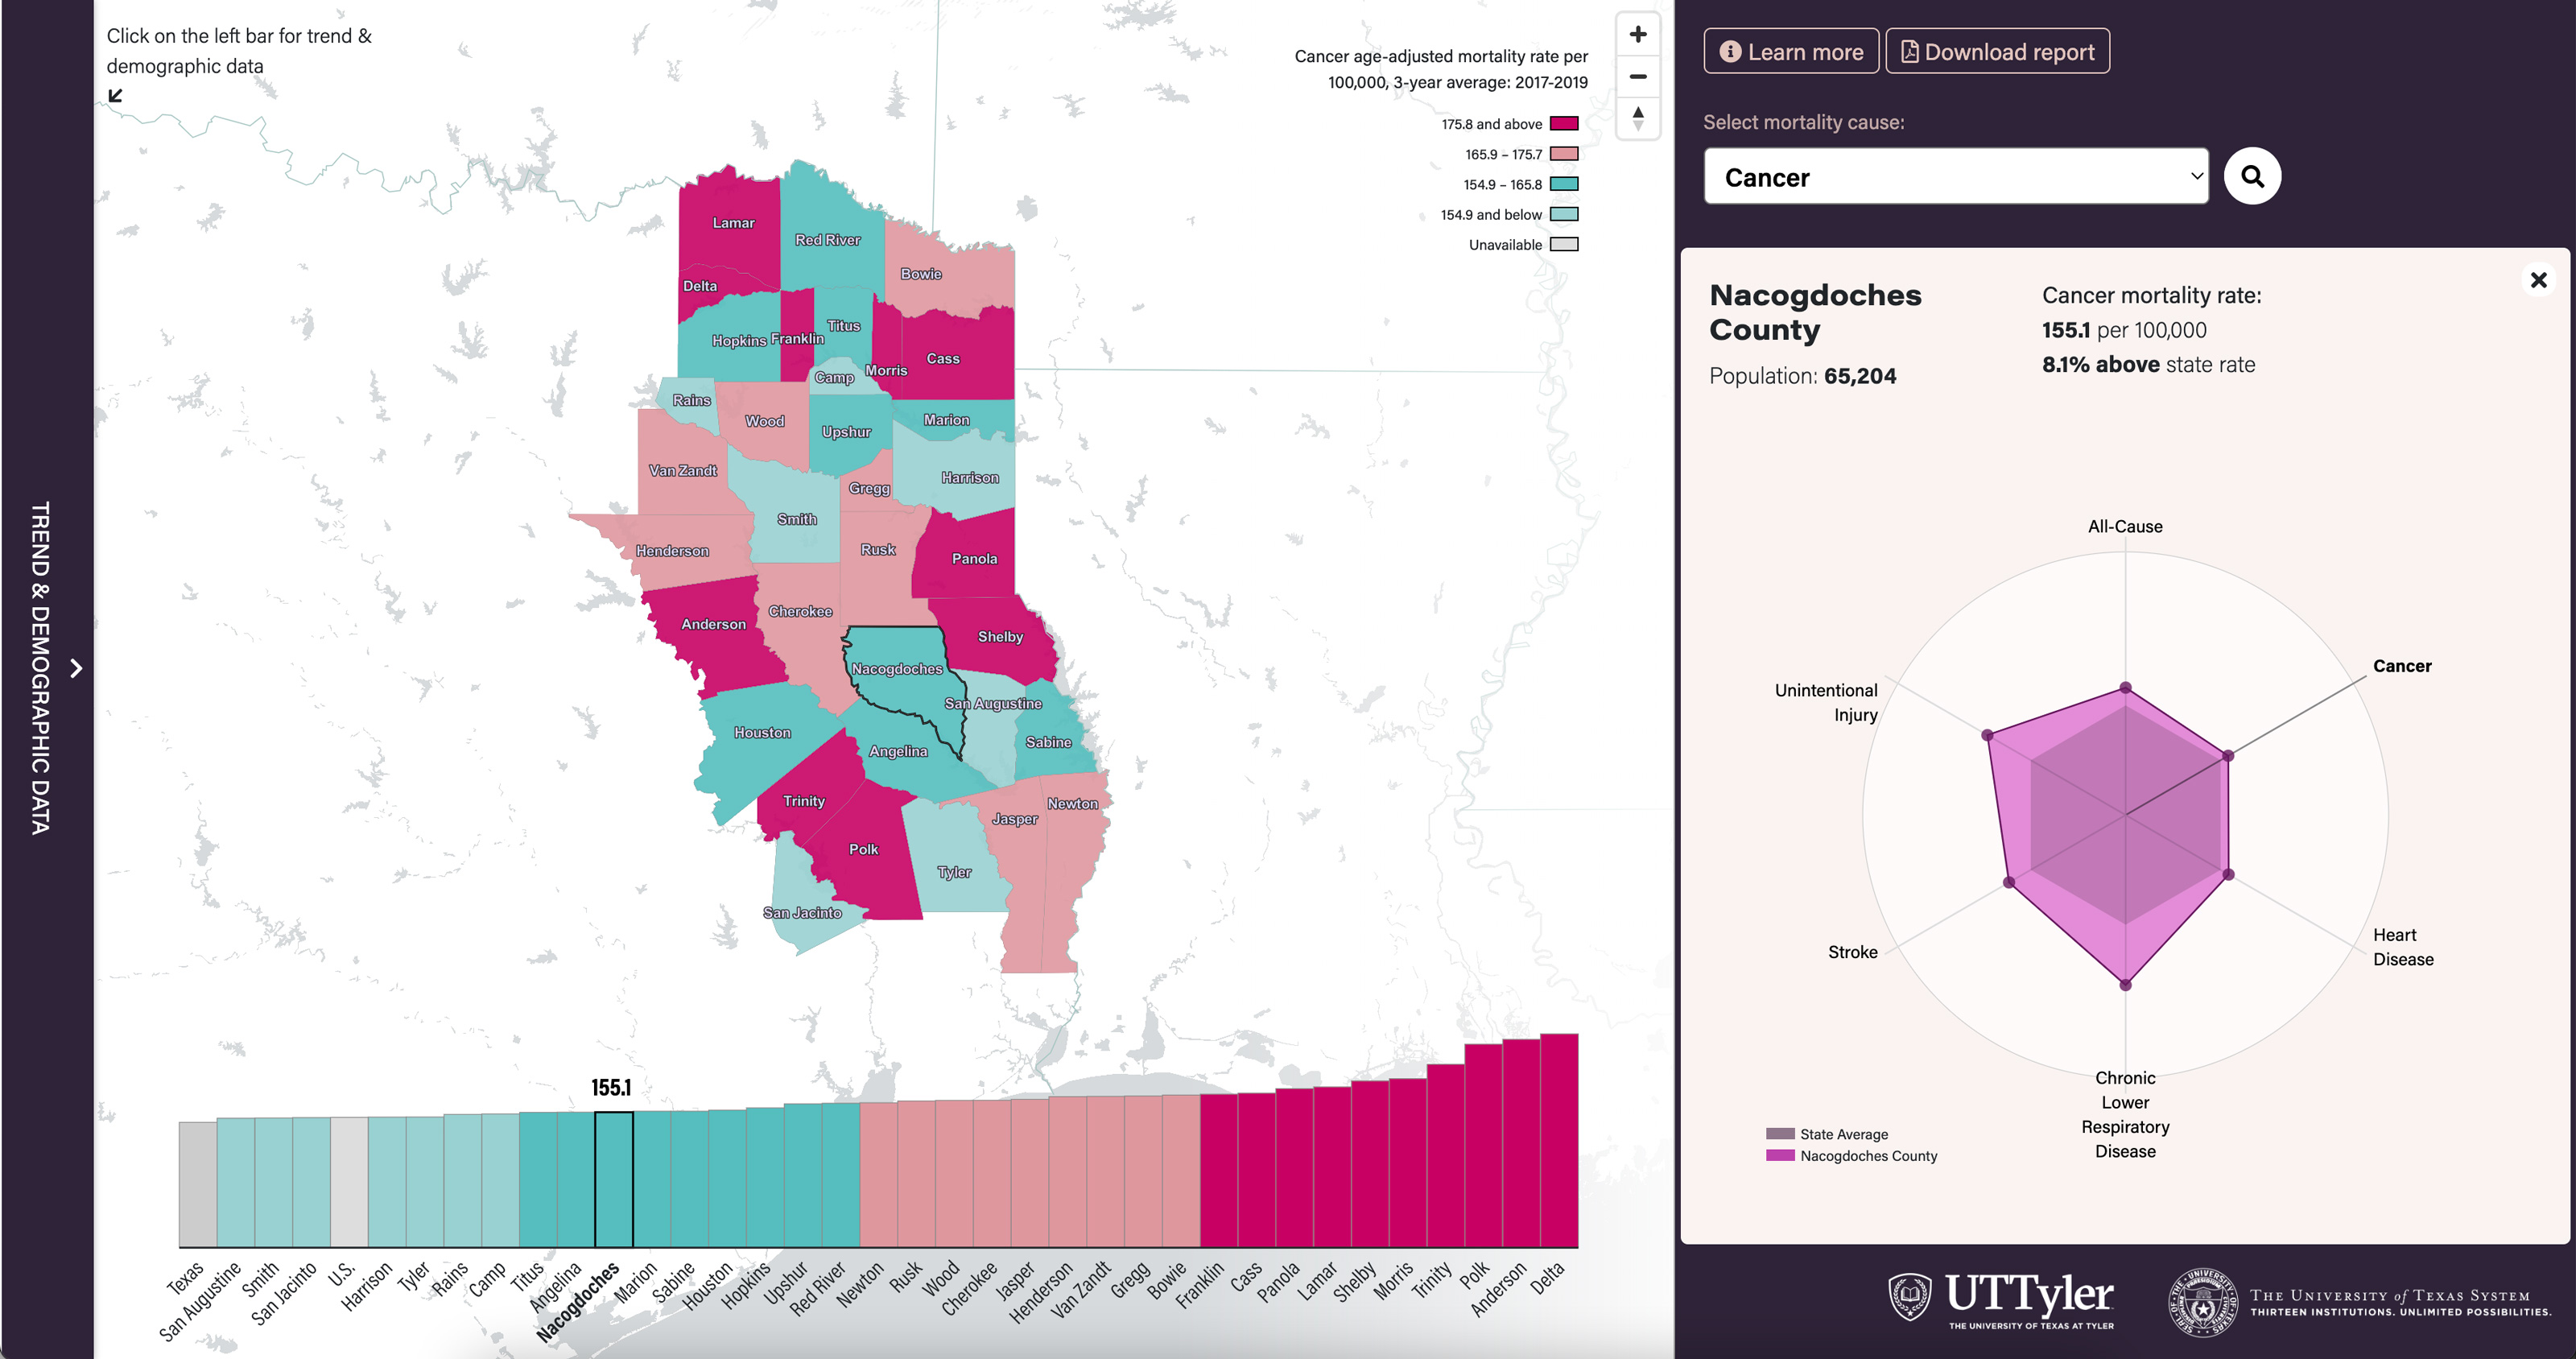 Click on the left bar for trend &
demographic data
TREND & DEMOGRAPHIC DATA
Cancer age-adjusted mortality rate per
100,000, 3-year average: 2017-2019
175.8 and above
165.9 – 175.7
154.9 – 165.8
154.9 and below
Unavailable
Lamar
Red River
Bowie
Delta
Titus
Hopkins
Franklin
Cass
Morris
Camp
Rains
Wood
Marion
Upshur
Van Zandt
Harrison
Gregg
Smith
Henderson
Rusk
Panola
Cherokee
Anderson
Shelby
Nacogdoches
San Augustine
Houston
Sabine
Angelina
Trinity
Newton
Jasper
Polk
Tyler
San Jacinto
155.1
Texas
San Augustine
Smith
San Jacinto
U.S.
Harrison
Tyler
Rains
Camp
Titus
Angelina
Nacogdoches
Marion
Sabine
Houston
Hopkins
Upshur
Red River
Newton
Rusk
Wood
Cherokee
Jasper
Henderson
Van Zandt
Gregg
Bowie
Franklin
Cass
Panola
Lamar
Shelby
Morris
Trinity
Polk
Anderson
Delta
Learn more
Download report
Select mortality cause:
Cancer
Nacogdoches
County
Population: 65,204
Cancer mortality rate:
155.1 per 100,000
8.1% above state rate
All-Cause
Cancer
Unintentional
Injury
Heart
Disease
Stroke
Chronic
Lower
Respiratory
Disease
State Average
Nacogdoches County
UTTyler
THE UNIVERSITY OF TEXAS AT TYLER
THE UNIVERSITY of TEXAS SYSTEM
THIRTEEN INSTITUTIONS. UNLIMITED POSSIBILITIES.